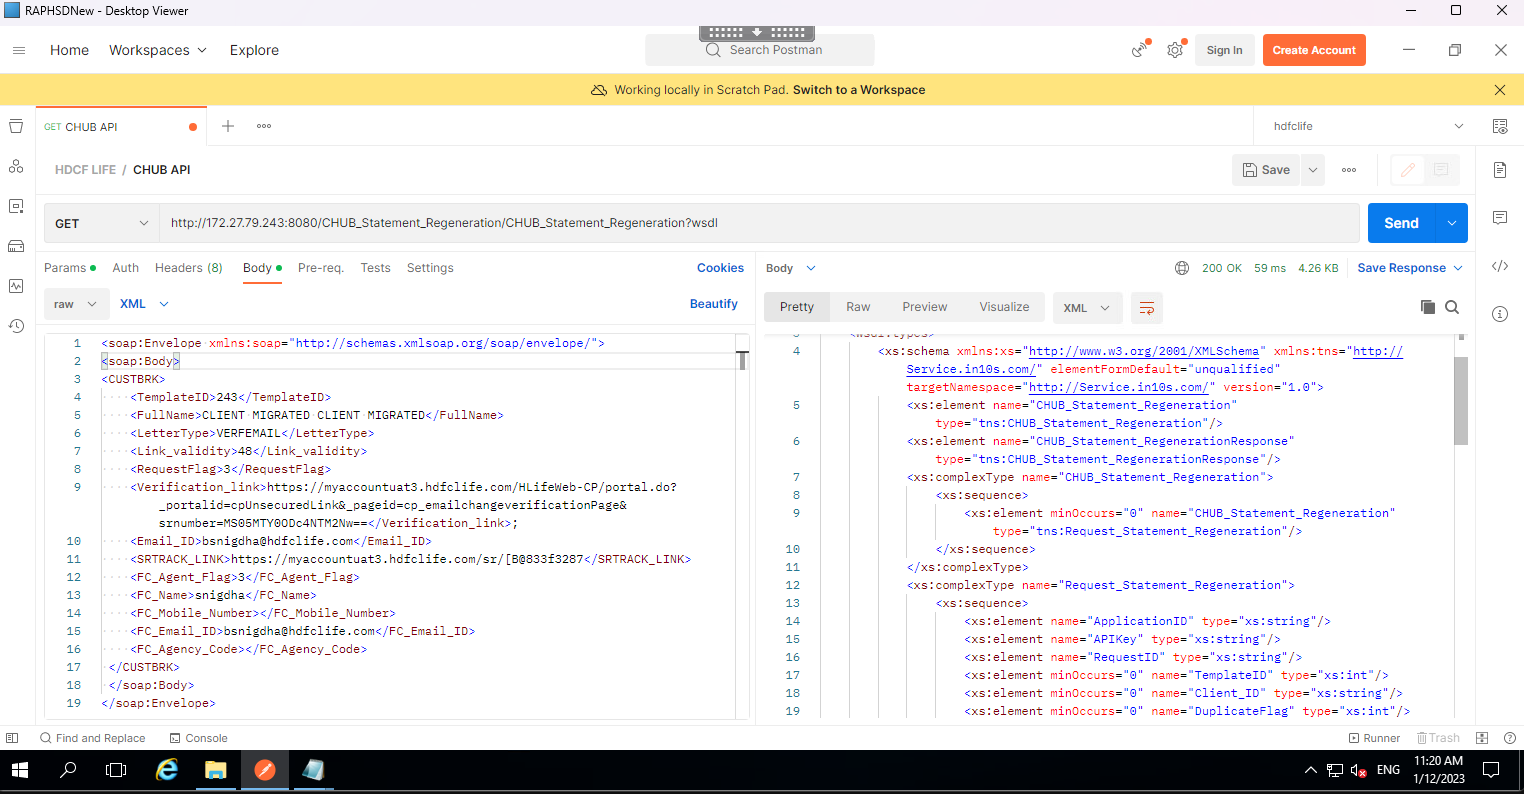 RAPHSDNew - Desktop Viewer
Home Workspaces Explore
Search Postman
Sign In
Create Account
Working locally in Scratch Pad. Switch to a Workspace
GET CHUB API
hdfclife
HDCF LIFE / CHUB API
Save
GET http://172.27.79.243:8080/CHUB_Statement_Regeneration/CHUB_Statement_Regeneration?wsdl
Send
Params Auth Headers (8) Body Pre-req. Tests Settings Cookies
raw XML Beautify
1 <soap:Envelope xmlns:soap="http://schemas.xmlsoap.org/soap/envelope/">
2 <soap:Body>
3 <CUSTBRK>
4 <TemplateID>243</TemplateID>
5 <FullName>CLIENT MIGRATED CLIENT MIGRATED</FullName>
6 <LetterType>VERFEMAIL</LetterType>
7 <Link_validity>48</Link_validity>
8 <RequestFlag>3</RequestFlag>
9 <Verification_link>https://myaccountuat3.hdfclife.com/HLifeWeb-CP/portal.do?
_portalid=cpUnsecuredLink&_pageid=cp_emailchangeverificationPage&
srnumber=MS05MTY0ODc4NTM2Nw==</Verification_link>;
10 <Email_ID>bsnigdha@hdfclife.com</Email_ID>
11 <SRTRACK_LINK>https://myaccountuat3.hdfclife.com/sr/[B@833f3287</SRTRACK_LINK>
12 <FC_Agent_Flag>3</FC_Agent_Flag>
13 <FC_Name>snigdha</FC_Name>
14 <FC_Mobile_Number></FC_Mobile_Number>
15 <FC_Email_ID>bsnigdha@hdfclife.com</FC_Email_ID>
16 <FC_Agency_Code></FC_Agency_Code>
17 </CUSTBRK>
18 </soap:Body>
19 </soap:Envelope>
Body 200 OK 59 ms 4.26 KB Save Response
Pretty Raw Preview Visualize XML
3 <wsdl:types>
4 <xs:schema xmlns:xs="http://www.w3.org/2001/XMLSchema" xmlns:tns="http://
Service.in10s.com/" elementFormDefault="unqualified"
targetNamespace="http://Service.in10s.com/" version="1.0">
5 <xs:element name="CHUB_Statement_Regeneration"
type="tns:CHUB_Statement_Regeneration"/>
6 <xs:element name="CHUB_Statement_RegenerationResponse"
type="tns:CHUB_Statement_RegenerationResponse"/>
7 <xs:complexType name="CHUB_Statement_Regeneration">
8 <xs:sequence>
9 <xs:element minOccurs="0" name="CHUB_Statement_Regeneration"
type="tns:Request_Statement_Regeneration"/>
10 </xs:sequence>
11 </xs:complexType>
12 <xs:complexType name="Request_Statement_Regeneration">
13 <xs:sequence>
14 <xs:element name="ApplicationID" type="xs:string"/>
15 <xs:element name="APIKey" type="xs:string"/>
16 <xs:element name="RequestID" type="xs:string"/>
17 <xs:element minOccurs="0" name="TemplateID" type="xs:int"/>
18 <xs:element minOccurs="0" name="Client_ID" type="xs:string"/>
19 <xs:element minOccurs="0" name="DuplicateFlag" type="xs:int"/>
Find and Replace Console Runner Trash
ENG
11:20 AM
1/12/2023